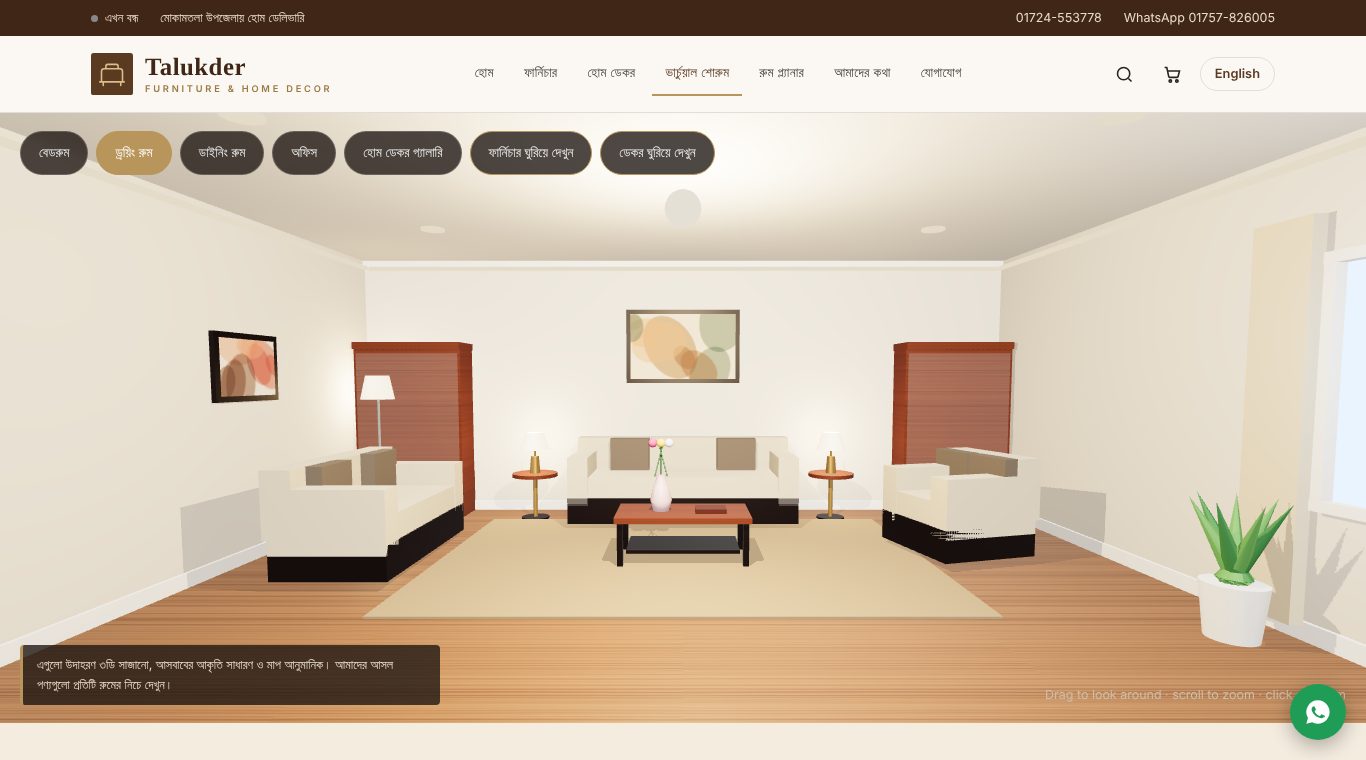 এখন বন্ধ
মোকামতলা উপজেলায় হোম ডেলিভারি
01724-553778
WhatsApp 01757-826005
Talukder
FURNITURE & HOME DECOR
হোম
ফার্নিচার
হোম ডেকর
ভার্চুয়াল শোরুম
রুম প্ল্যানার
আমাদের কথা
যোগাযোগ
English
বেডরুম
ড্রয়িং রুম
ডাইনিং রুম
অফিস
হোম ডেকর গ্যালারি
ফার্নিচার ঘুরিয়ে দেখুন
ডেকর ঘুরিয়ে দেখুন
এগুলো উদাহরণ ৩ডি সাজানো, আসবাবের আকৃতি সাধারণ ও মাপ আনুমানিক। আমাদের আসল
পণ্যগুলো প্রতিটি রুমের নিচে দেখুন।
Drag to look around · scroll to zoom · click